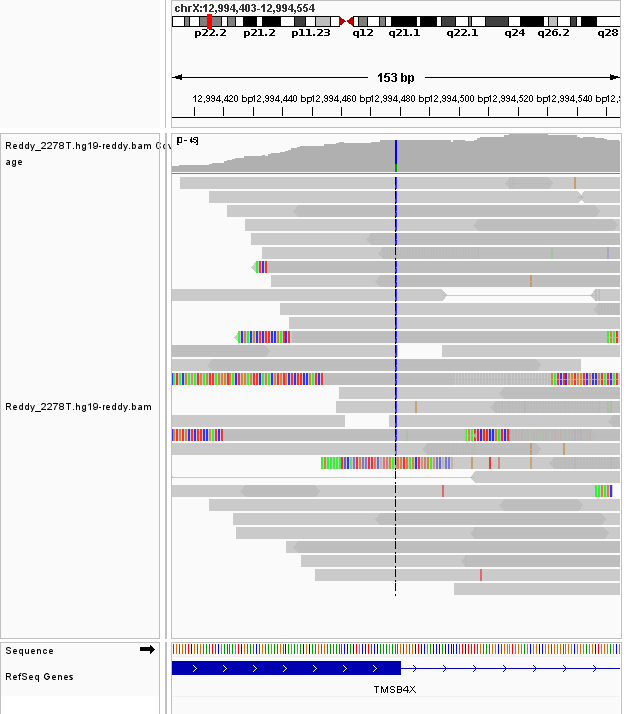 chrX:12,994,403-12,994,554
p22.2 p21.2 p11.23 q12 q21.1 q22.1 q24 q26.2 q28
153 bp
12,994,420 bp 12,994,440 bp 12,994,460 bp 12,994,480 bp 12,994,500 bp 12,994,520 bp 12,994,540 bp
Reddy_2278T.hg19-reddy.bam Cov
age
[0 - 45]
Reddy_2278T.hg19-reddy.bam
Sequence
RefSeq Genes
TMSB4X